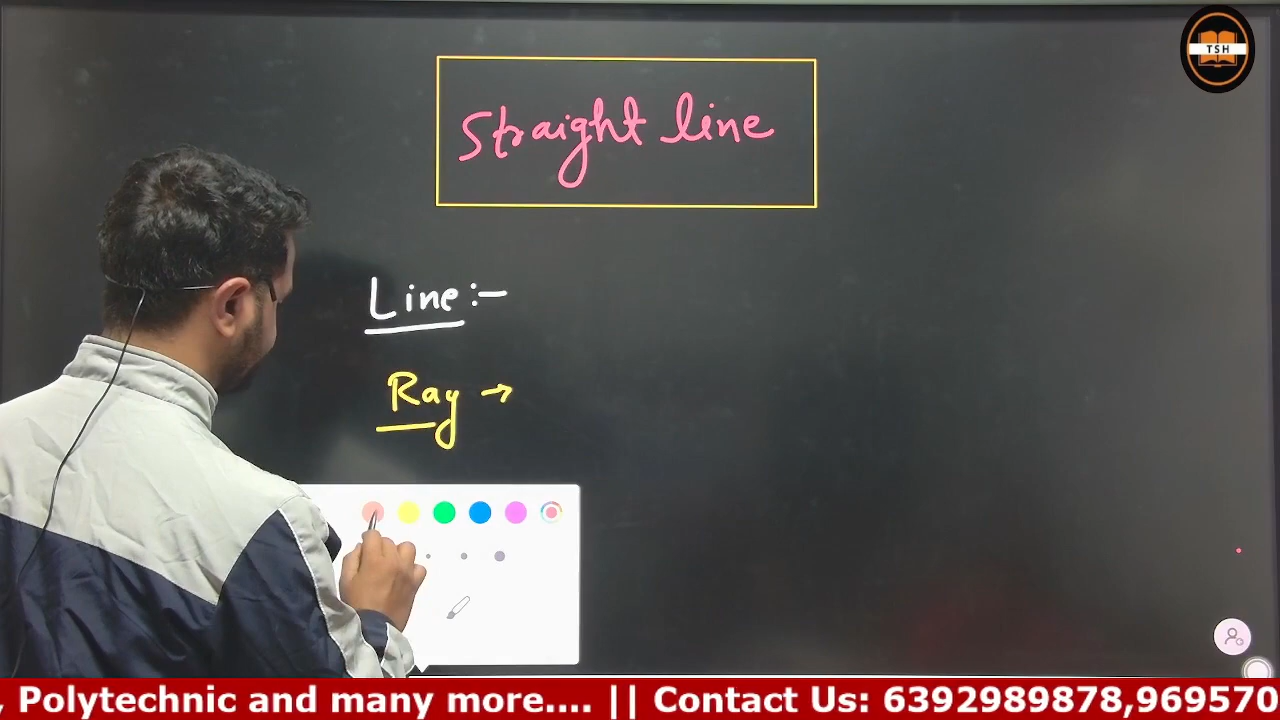 TSH
Straight line
Line :-
Ray →
, Polytechnic and many more.... || Contact Us: 6392989878,969570